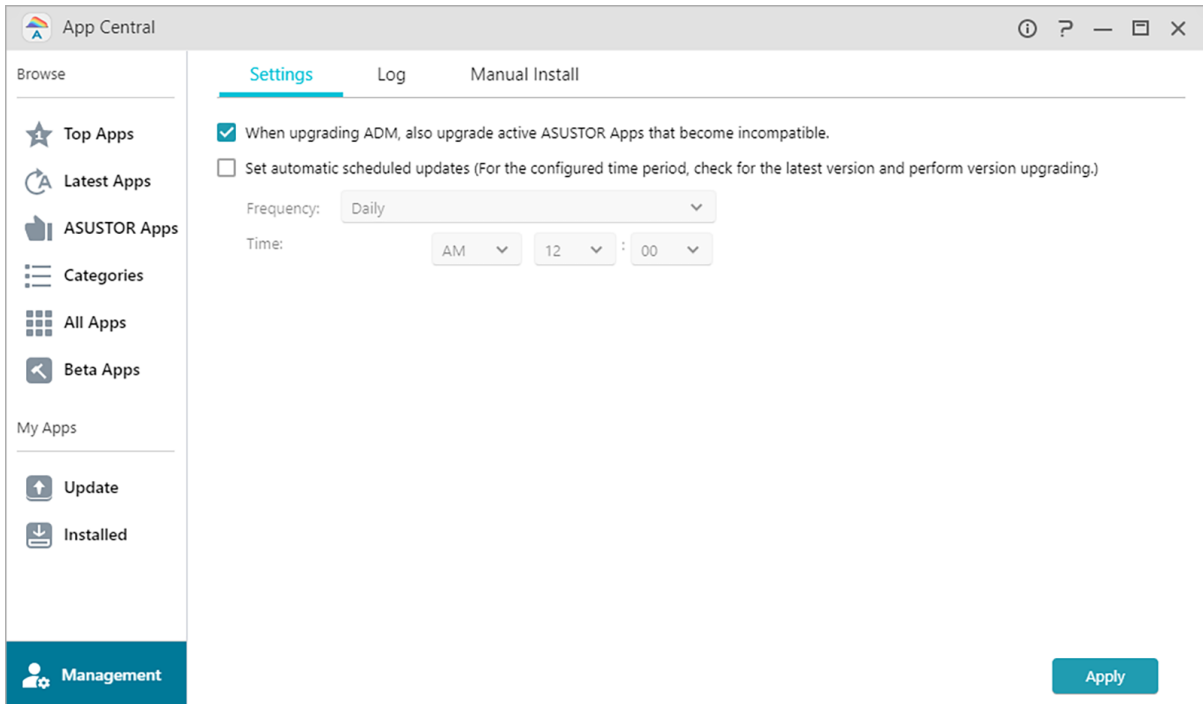 App Central
Browse
Top Apps
Latest Apps
ASUSTOR Apps
Categories
All Apps
Beta Apps
My Apps
Update
Installed
Management
Settings Log Manual Install
When upgrading ADM, also upgrade active ASUSTOR Apps that become incompatible.
Set automatic scheduled updates (For the configured time period, check for the latest version and perform version upgrading.)
Frequency: Daily
Time: AM 12 : 00
Apply